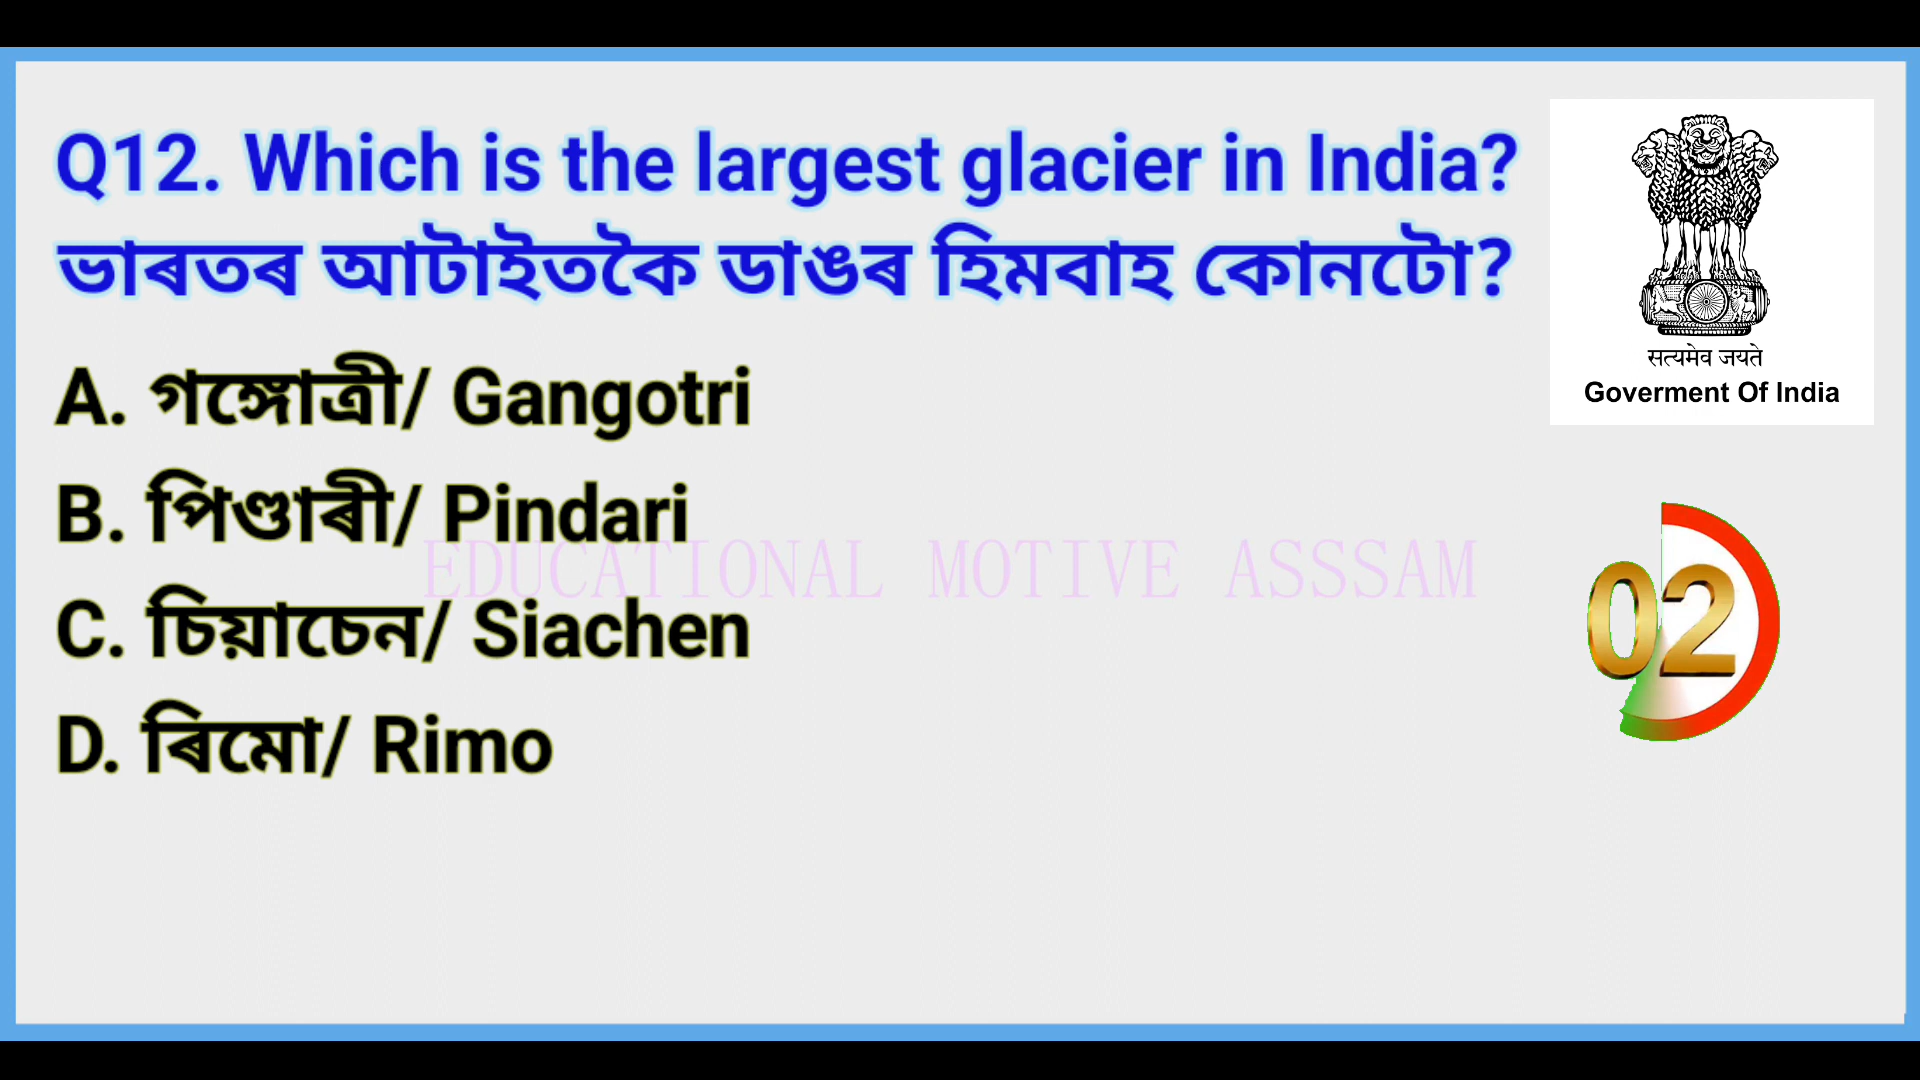 Q12. Which is the largest glacier in India?
ভাৰতৰ আটাইতকৈ ডাঙৰ হিমবাহ কোনটো?
A. গঙ্গোত্ৰী/ Gangotri
B. পিণ্ডাৰী/ Pindari
C. চিয়াচেন/ Siachen
D. ৰিমো/ Rimo
EDUCATIONAL MOTIVE ASSSAM
सत्यमेव जयते
Goverment Of India
02